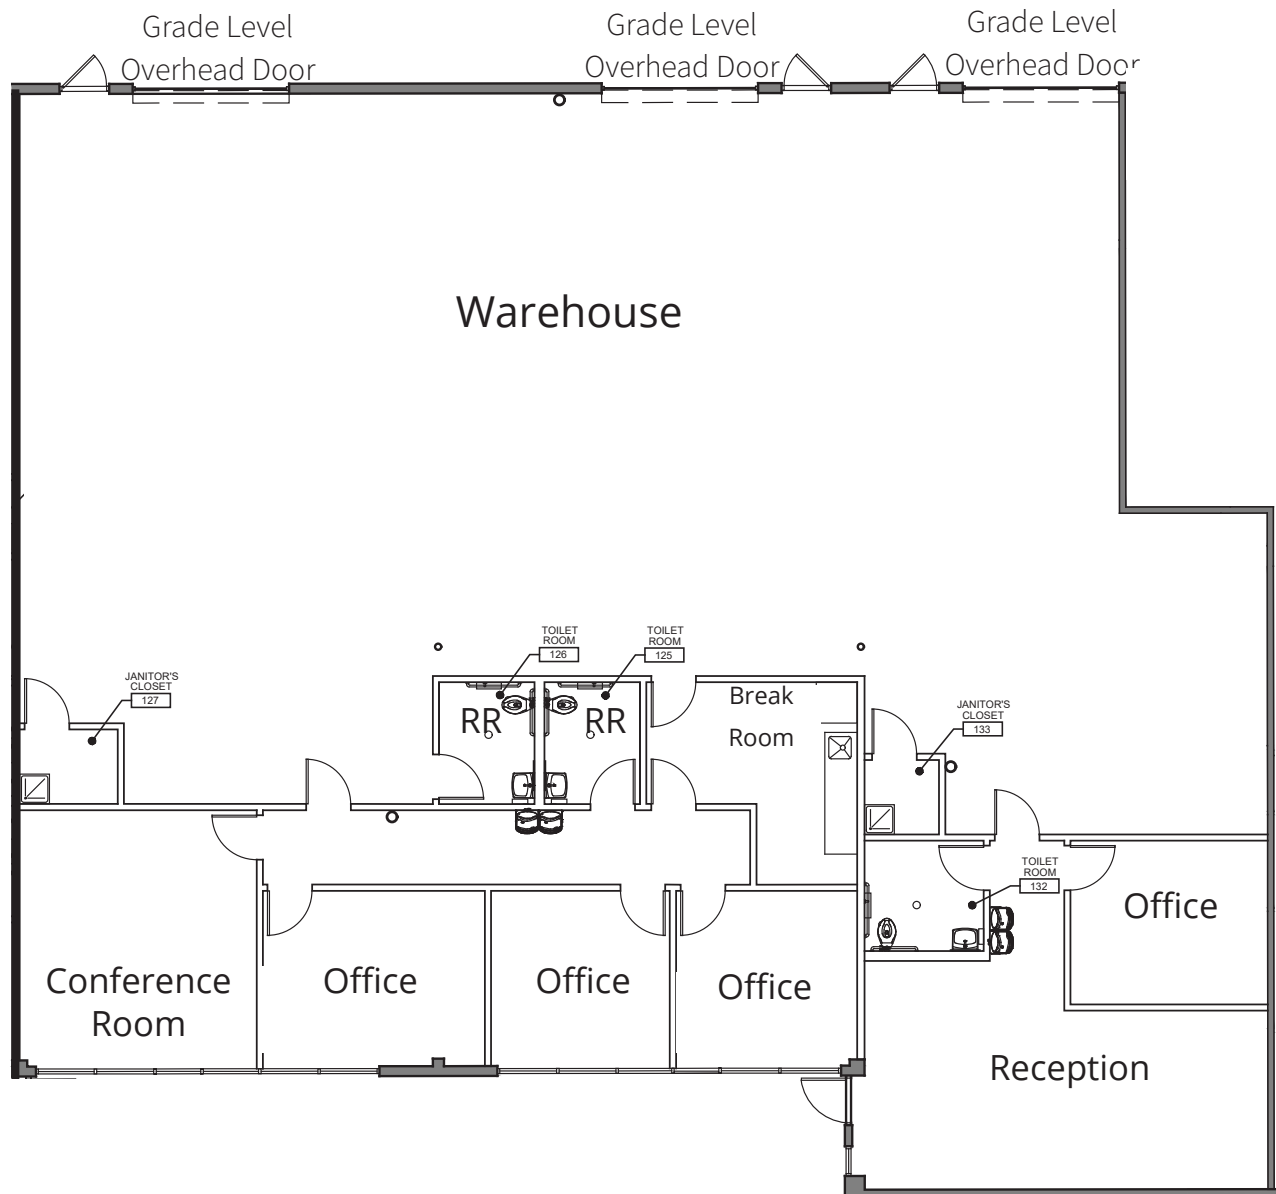 Grade Level
Overhead Door
Grade Level
Overhead Door
Grade Level
Overhead Door
Warehouse
TOILET
ROOM
126
TOILET
ROOM
125
JANITOR'S
CLOSET
127
RR
RR
Break
Room
JANITOR'S
CLOSET
133
TOILET
ROOM
132
Office
Conference
Room
Office
Office
Office
Reception